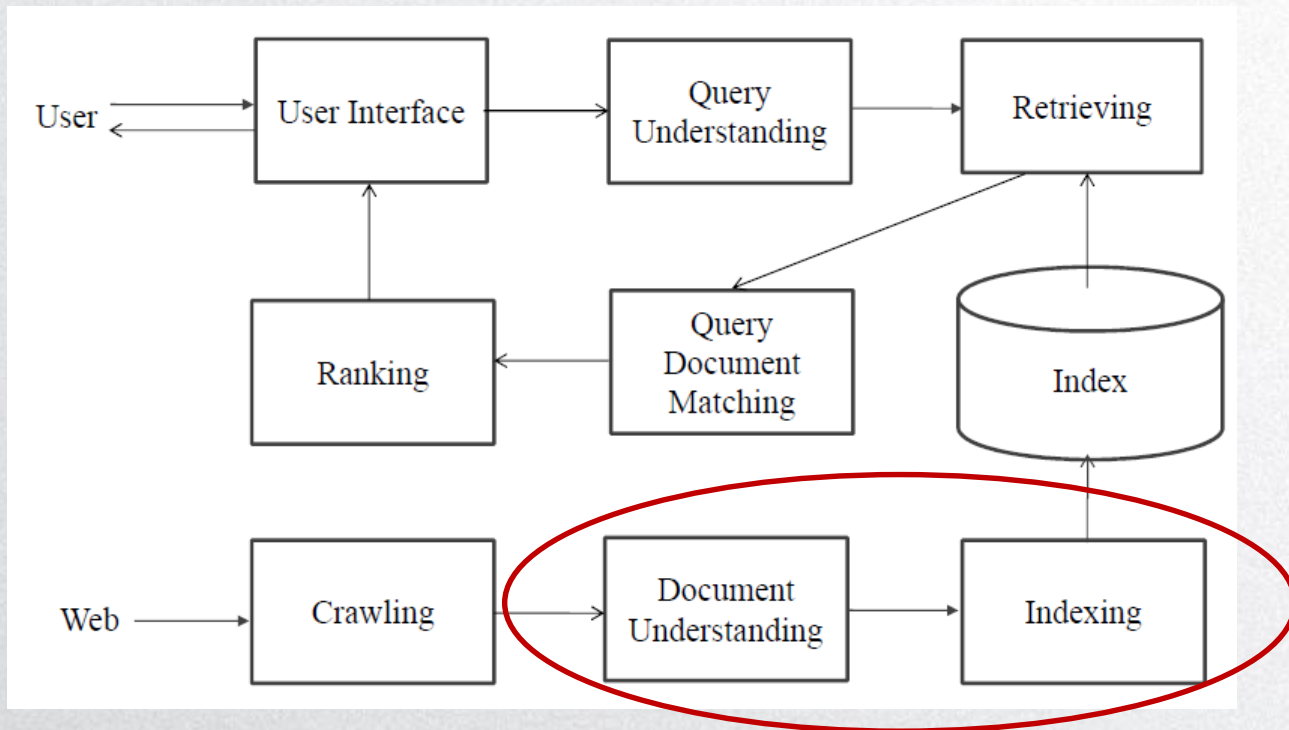 User
User Interface
Query
Understanding
Retrieving
Ranking
Query
Document
Matching
Index
Web
Crawling
Document
Understanding
Indexing